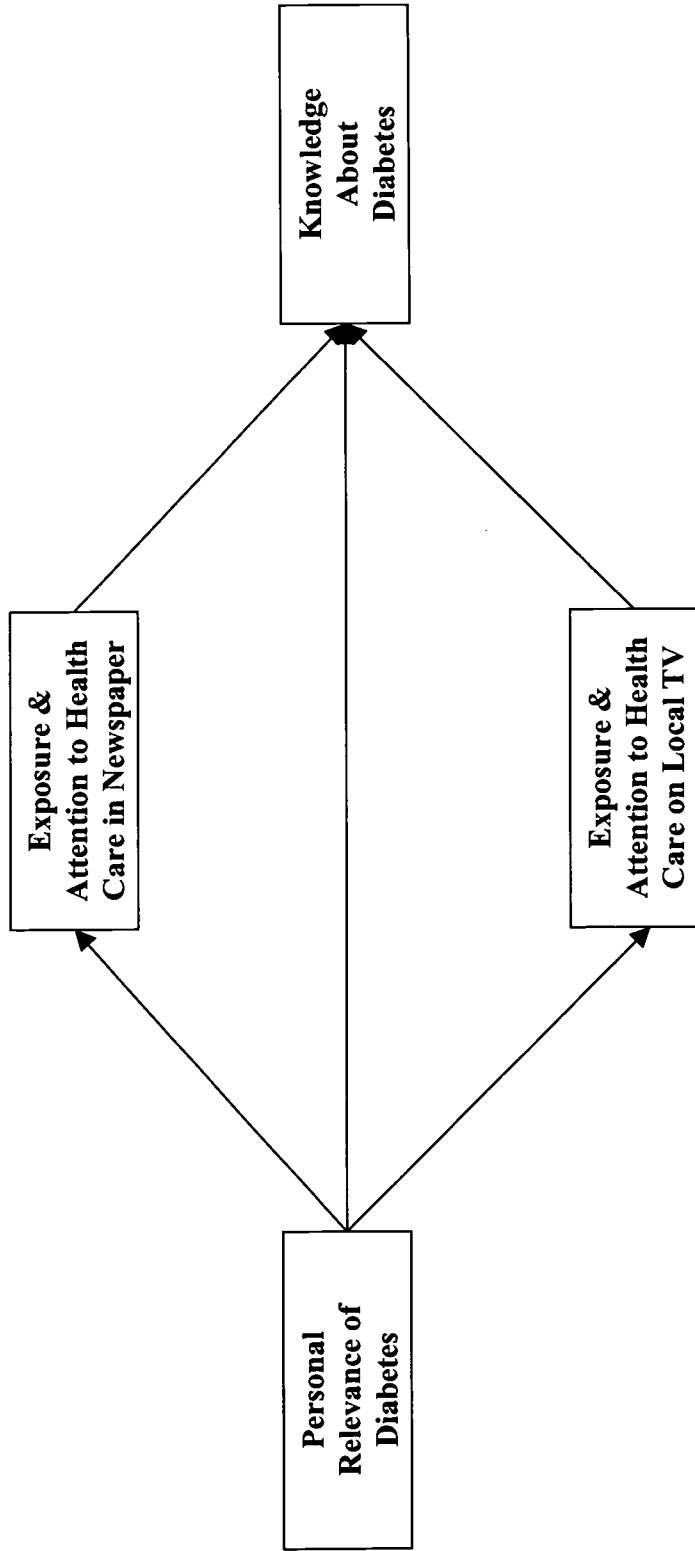 Personal
Relevance of
Diabetes
Exposure &
Attention to Health
Care in Newspaper
Exposure &
Attention to Health
Care on Local TV
Knowledge
About
Diabetes